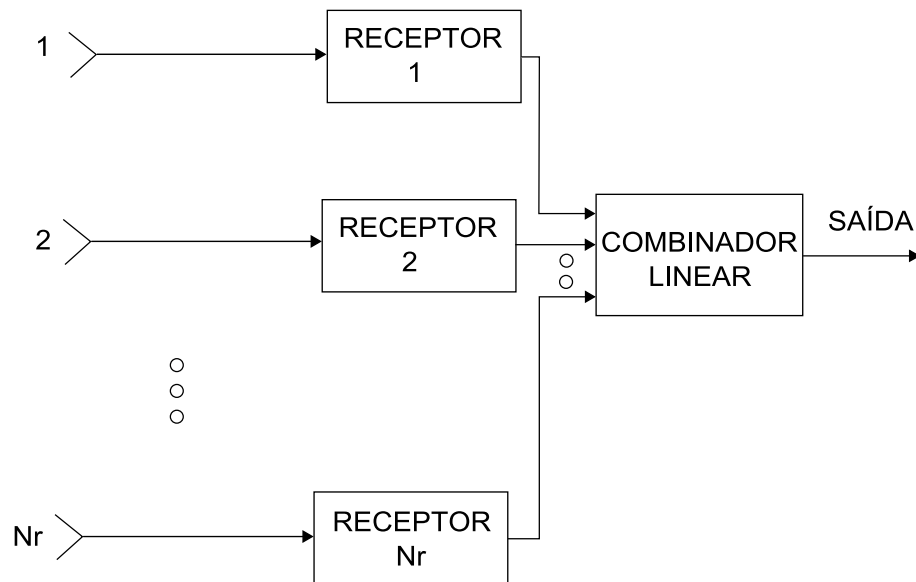 1
RECEPTOR
1
2
RECEPTOR
2
COMBINADOR
LINEAR
SAÍDA
Nr
RECEPTOR
Nr